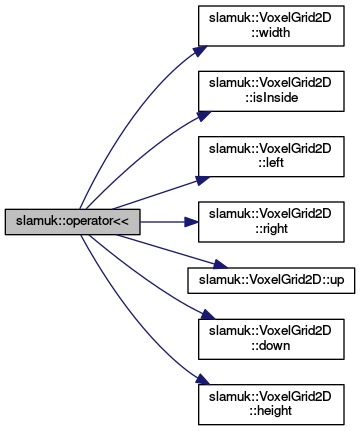 slamuk::VoxelGrid2D
::width
slamuk::VoxelGrid2D
::isInside
slamuk::VoxelGrid2D
::left
slamuk::operator<<
slamuk::VoxelGrid2D
::right
slamuk::VoxelGrid2D::up
slamuk::VoxelGrid2D
::down
slamuk::VoxelGrid2D
::height